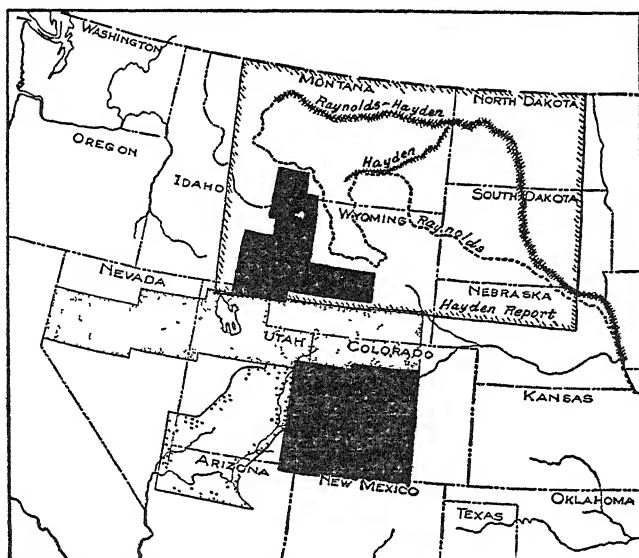 WASHINGTON
MONTANA
Raynolds-Hayden
NORTH DAKOTA
OREGON
Hayden
IDAHO
SOUTH DAKOTA
WYOMING
Raynolds
NEVADA
NEBRASKA
Hayden Report
UTAH
COLORADO
KANSAS
ARIZONA
NEW MEXICO
OKLAHOMA
TEXAS